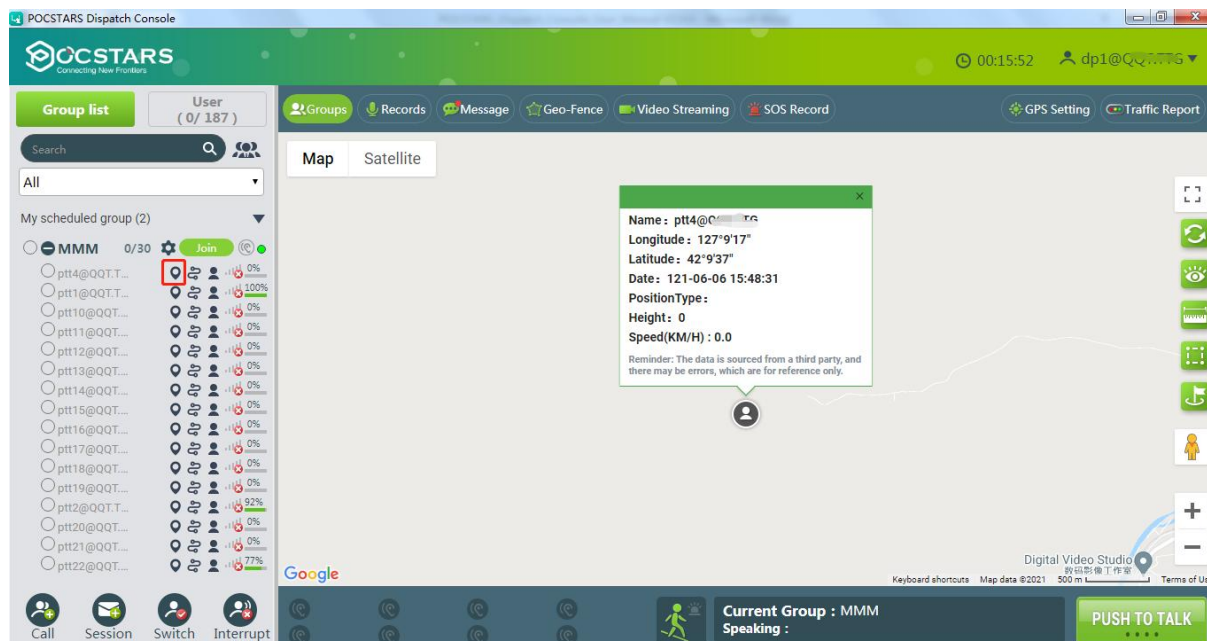 POCSTARS Dispatch Console
POCSTARS
Connecting New Frontiers
00:15:52
dp1@QQT.TTG
Group list
User
( 0/ 187 )
Groups
Records
Message
Geo-Fence
Video Streaming
SOS Record
GPS Setting
Traffic Report
Search
All
My scheduled group (2)
MMM 0/30 Join
ptt4@QQT.T... 0%
ptt1@QQT.T... 100%
ptt10@QQT.... 0%
ptt11@QQT.... 0%
ptt12@QQT.... 0%
ptt13@QQT.... 0%
ptt14@QQT.... 0%
ptt15@QQT.... 0%
ptt16@QQT.... 0%
ptt17@QQT.... 0%
ptt18@QQT.... 0%
ptt19@QQT.... 0%
ptt2@QQT.T... 92%
ptt20@QQT.... 0%
ptt21@QQT.... 0%
ptt22@QQT.... 77%
Call
Session
Switch
Interrupt
Map
Satellite
Name：ptt4@
Longitude：127°9'17"
Latitude：42°9'37"
Date：121-06-06 15:48:31
PositionType：
Height：0
Speed(KM/H) : 0.0
Reminder: The data is sourced from a third party, and
there may be errors, which are for reference only.
Digital Video Studio
数码影像工作室
Google
Keyboard shortcuts
Map data ©2021
500 m
Terms of Us
Current Group : MMM
Speaking :
PUSH TO TALK